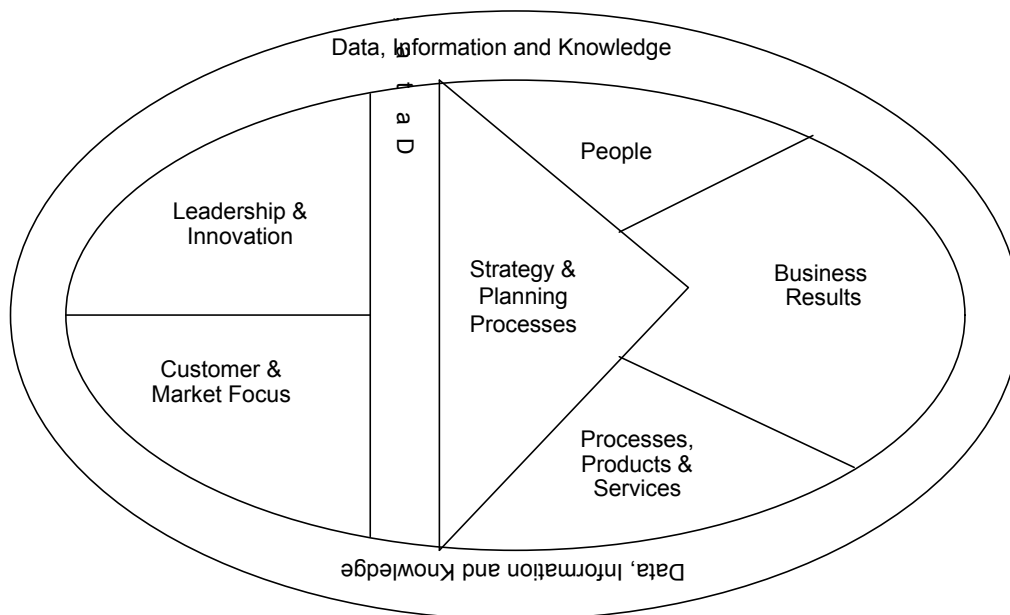 Data, Information and Knowledge
Data
People
Leadership &
Innovation
Strategy &
Planning
Processes
Business
Results
Customer &
Market Focus
Processes,
Products &
Services
Data, Information and Knowledge